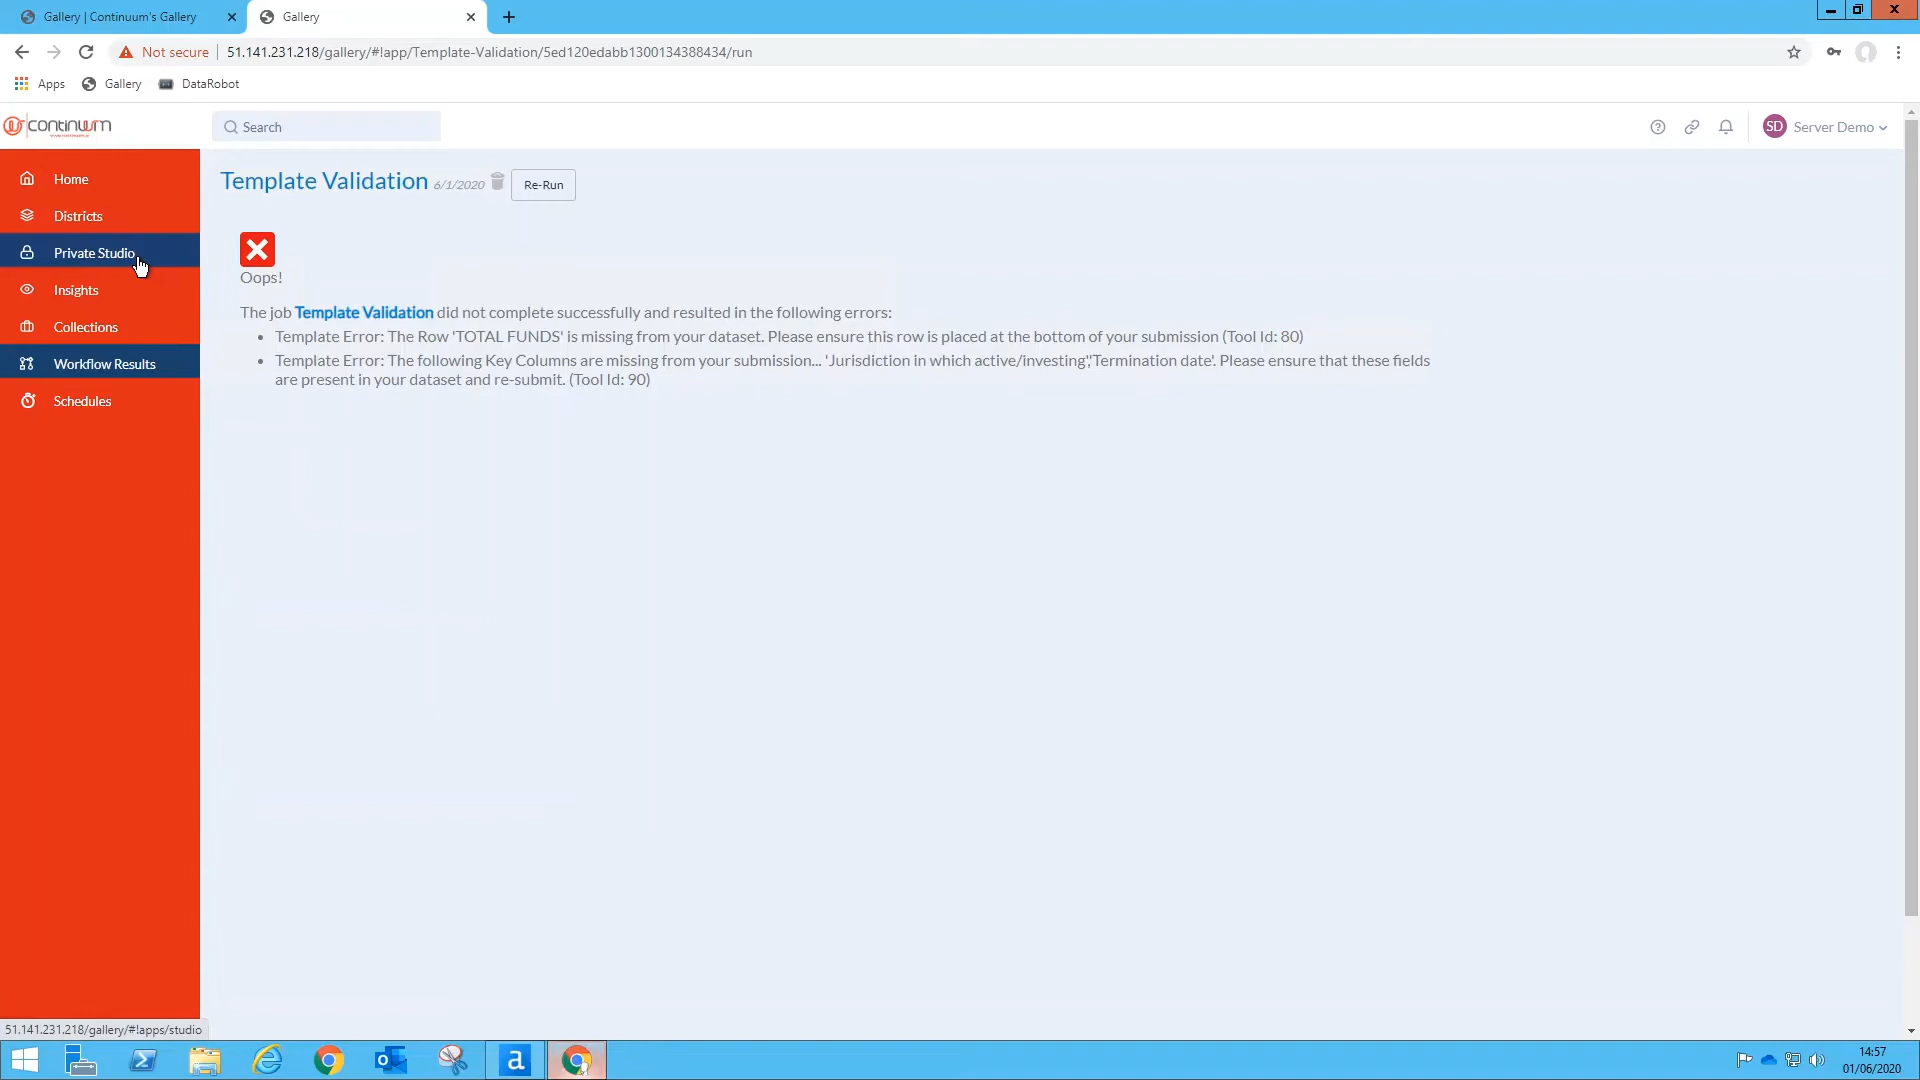 Gallery | Continuum's Gallery
Gallery
Not secure
51.141.231.218/gallery/#!app/Template-Validation/5ed120edabb1300134388434/run
Apps
Gallery
DataRobot
continuum
Search
SD
Server Demo
Home
Districts
Private Studio
Insights
Collections
Workflow Results
Schedules
Template Validation 6/1/2020
Re-Run
Oops!
The job Template Validation did not complete successfully and resulted in the following errors:
• Template Error: The Row 'TOTAL FUNDS' is missing from your dataset. Please ensure this row is placed at the bottom of your submission (Tool Id: 80)
• Template Error: The following Key Columns are missing from your submission... 'Jurisdiction in which active/investing','Termination date'. Please ensure that these fields
are present in your dataset and re-submit. (Tool Id: 90)
51.141.231.218/gallery/#!apps/studio
14:57
01/06/2020